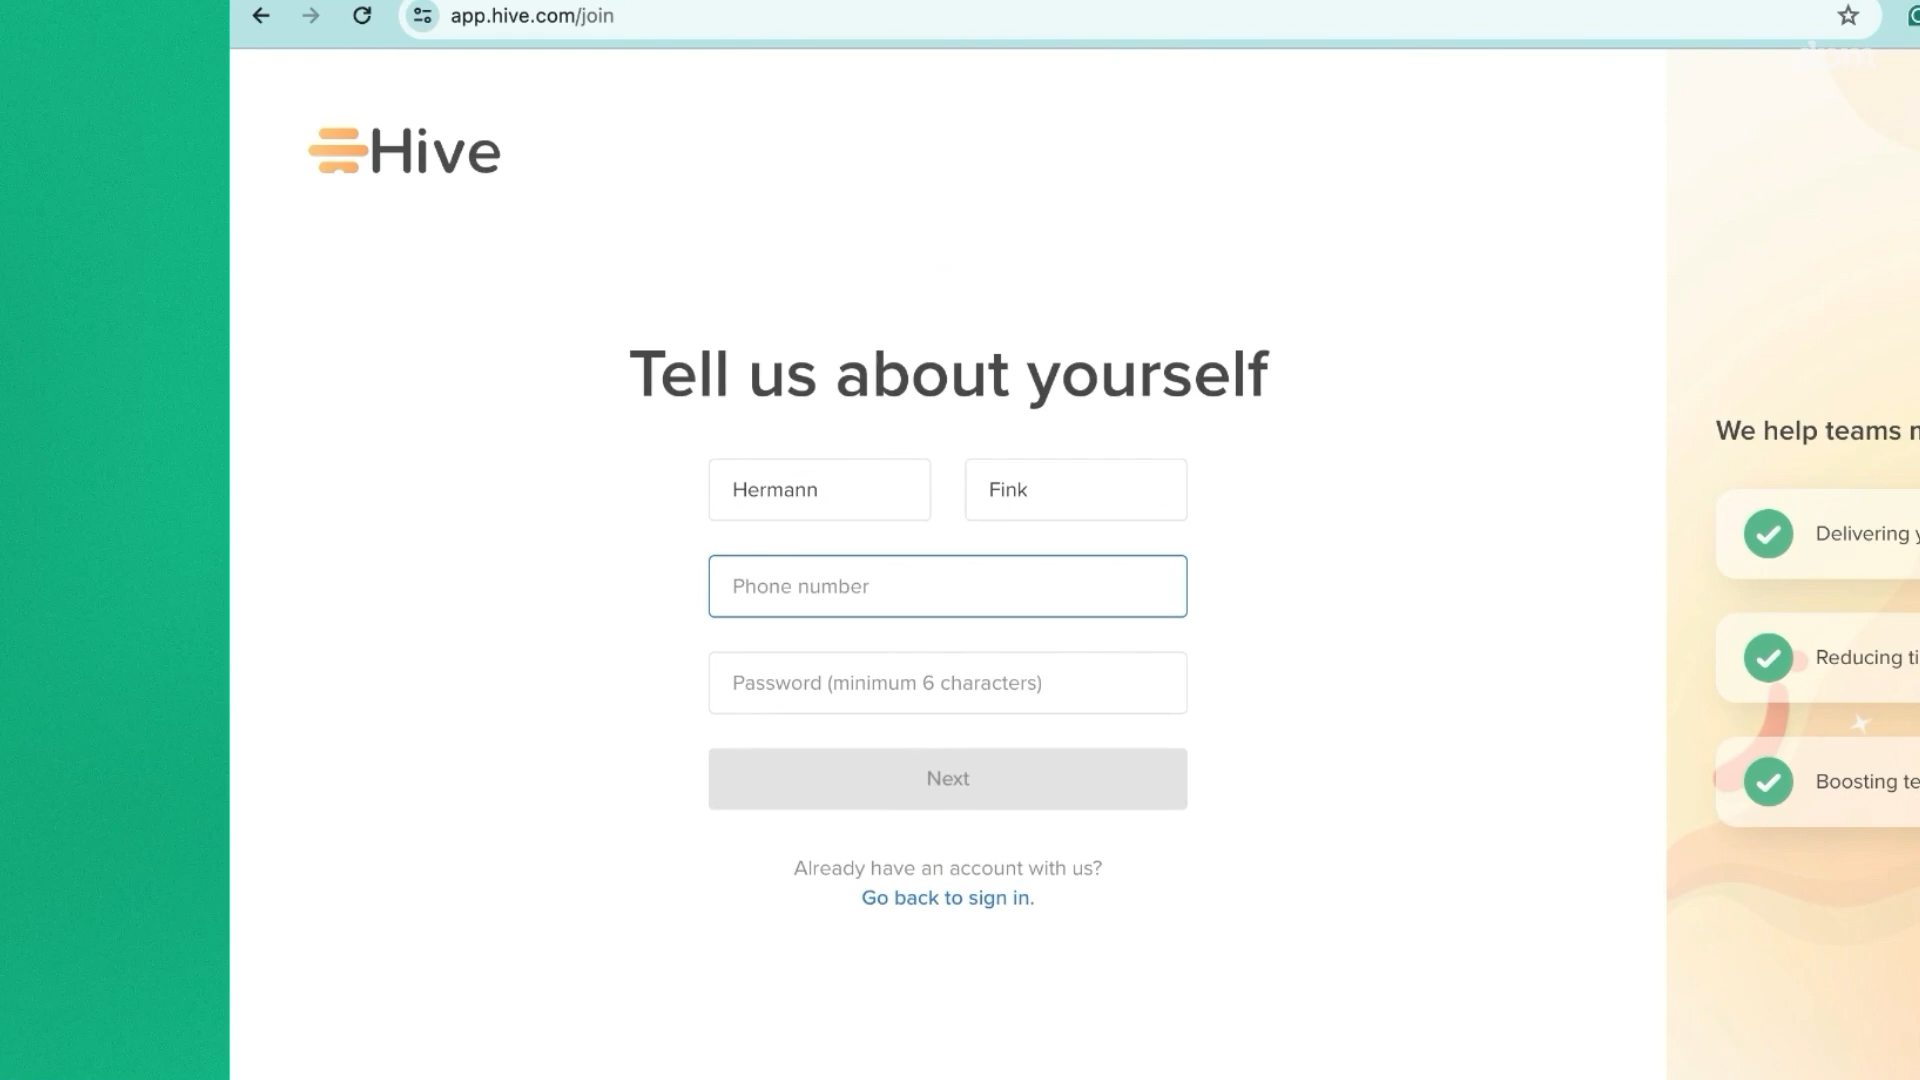 app.hive.com/join
Hive
Tell us about yourself
Hermann
Fink
Phone number
Password (minimum 6 characters)
Next
Already have an account with us?
Go back to sign in.
We help teams
Delivering
Reducing
Boosting